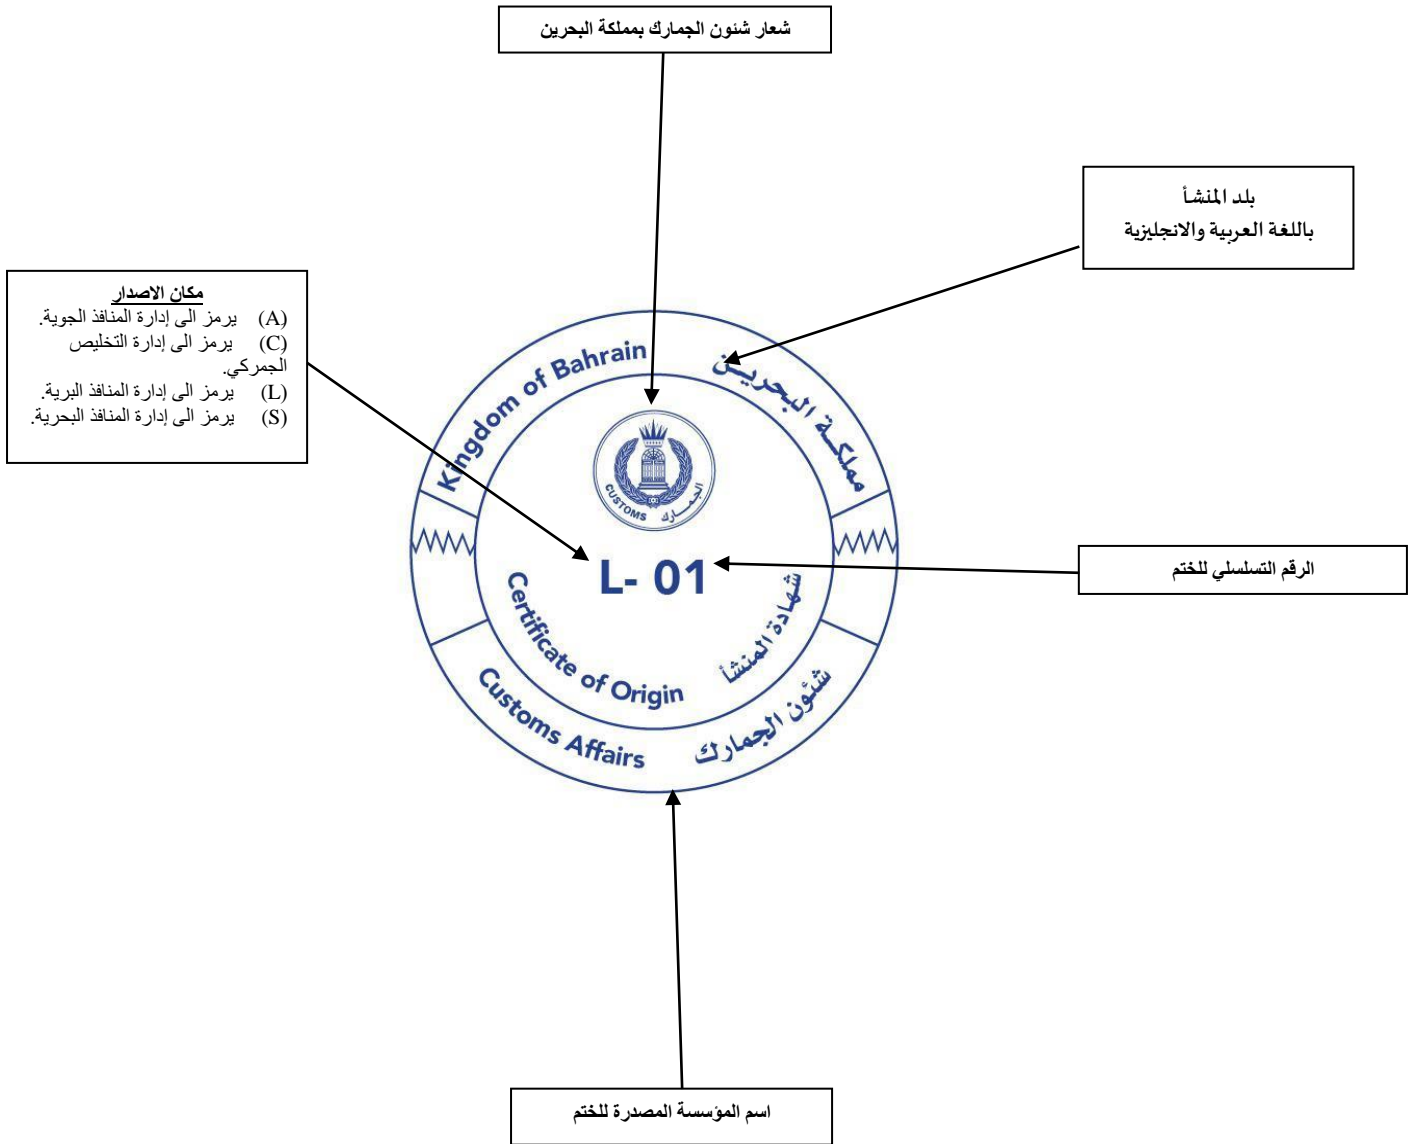 شعار شئون الجمارك بمملكة البحرين
بلد المنشأ
باللغة العربية والانجليزية
مكان الاصدار
(A) يرمز الى إدارة المنافذ الجوية.
(C) يرمز الى إدارة التخليص
الجمركي.
(L) يرمز الى إدارة المنافذ البرية.
(S) يرمز الى إدارة المنافذ البحرية.
Kingdom of Bahrain
مملكة البحرين
CUSTOMS
الجمارك
L- 01
الرقم التسلسلي للختم
Certificate of Origin
شهادة المنشأ
Customs Affairs
شئون الجمارك
اسم المؤسسة المصدرة للختم